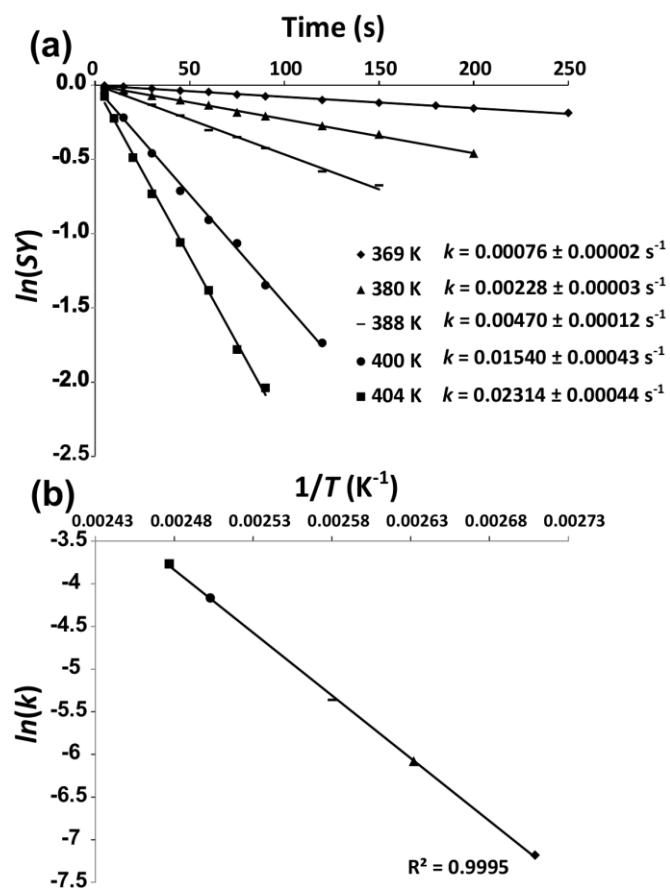 (a)
Time (s)
0 50 100 150 200 250
0.0
-0.5
-1.0
-1.5
-2.0
-2.5
ln(SY)
369 K k = 0.00076 ± 0.00002 s⁻¹
380 K k = 0.00228 ± 0.00003 s⁻¹
388 K k = 0.00470 ± 0.00012 s⁻¹
400 K k = 0.01540 ± 0.00043 s⁻¹
404 K k = 0.02314 ± 0.00044 s⁻¹
(b)
1/T (K⁻¹)
0.00243 0.00248 0.00253 0.00258 0.00263 0.00268 0.00273
-3.5
-4
-4.5
-5
-5.5
-6
-6.5
-7
-7.5
ln(k)
R² = 0.9995